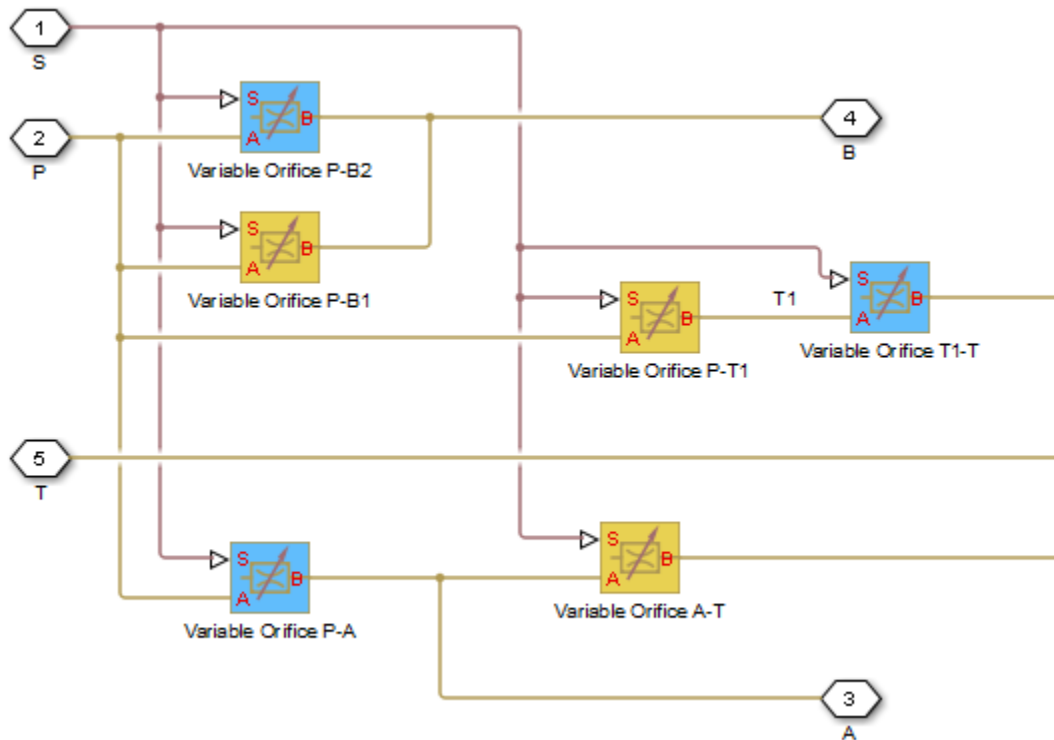 1
S
S
B
A
Variable Orifice P-B2
2
P
4
B
S
B
A
Variable Orifice P-B1
S
B
A
Variable Orifice P-T1
T1
S
B
A
Variable Orifice T1-T
5
T
S
B
A
Variable Orifice P-A
S
B
A
Variable Orifice A-T
3
A